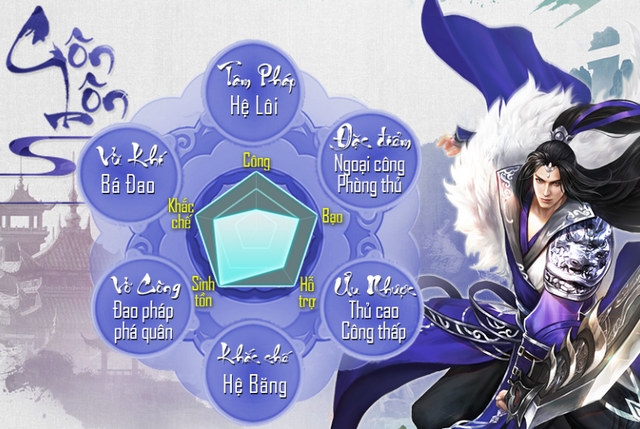 Côn
Lôn
Tâm Pháp
Hệ Lôi
Vũ Khí
Bá Đao
Đặc điểm
Ngoại công
Phòng thủ
Công
Khắc
chế
Bạo
Sinh
tồn
Hỗ
trợ
Võ Công
Đao pháp
phá quân
Ưu Nhược
Thủ cao
Công thấp
Khắc chế
Hệ Băng